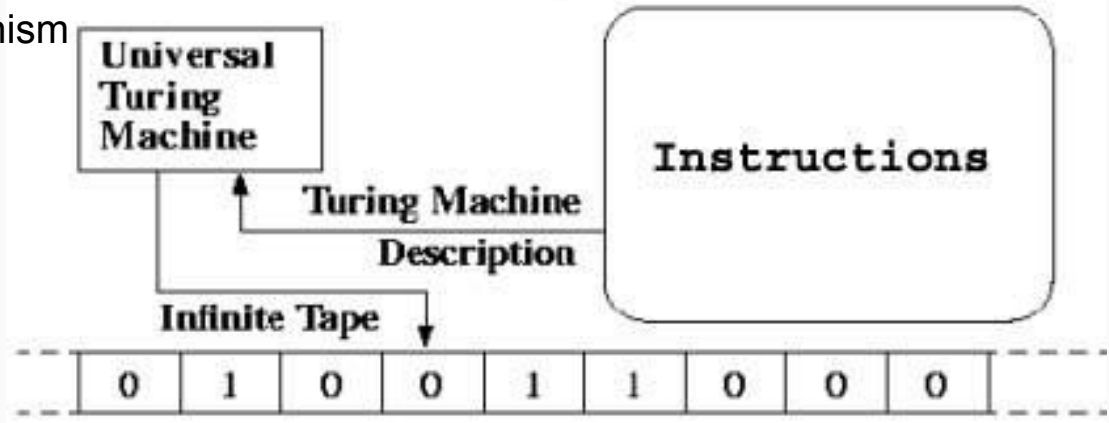 nism
Universal
Turing
Machine
Instructions
Turing Machine
Description
Infinite Tape
0 1 0 0 1 1 0 0 0